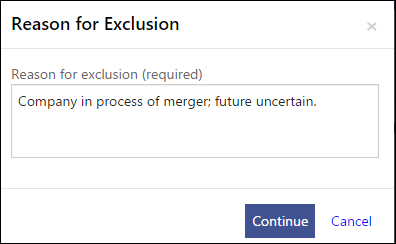 Reason for Exclusion
×
Reason for exclusion (required)
Company in process of merger; future uncertain.
Continue Cancel